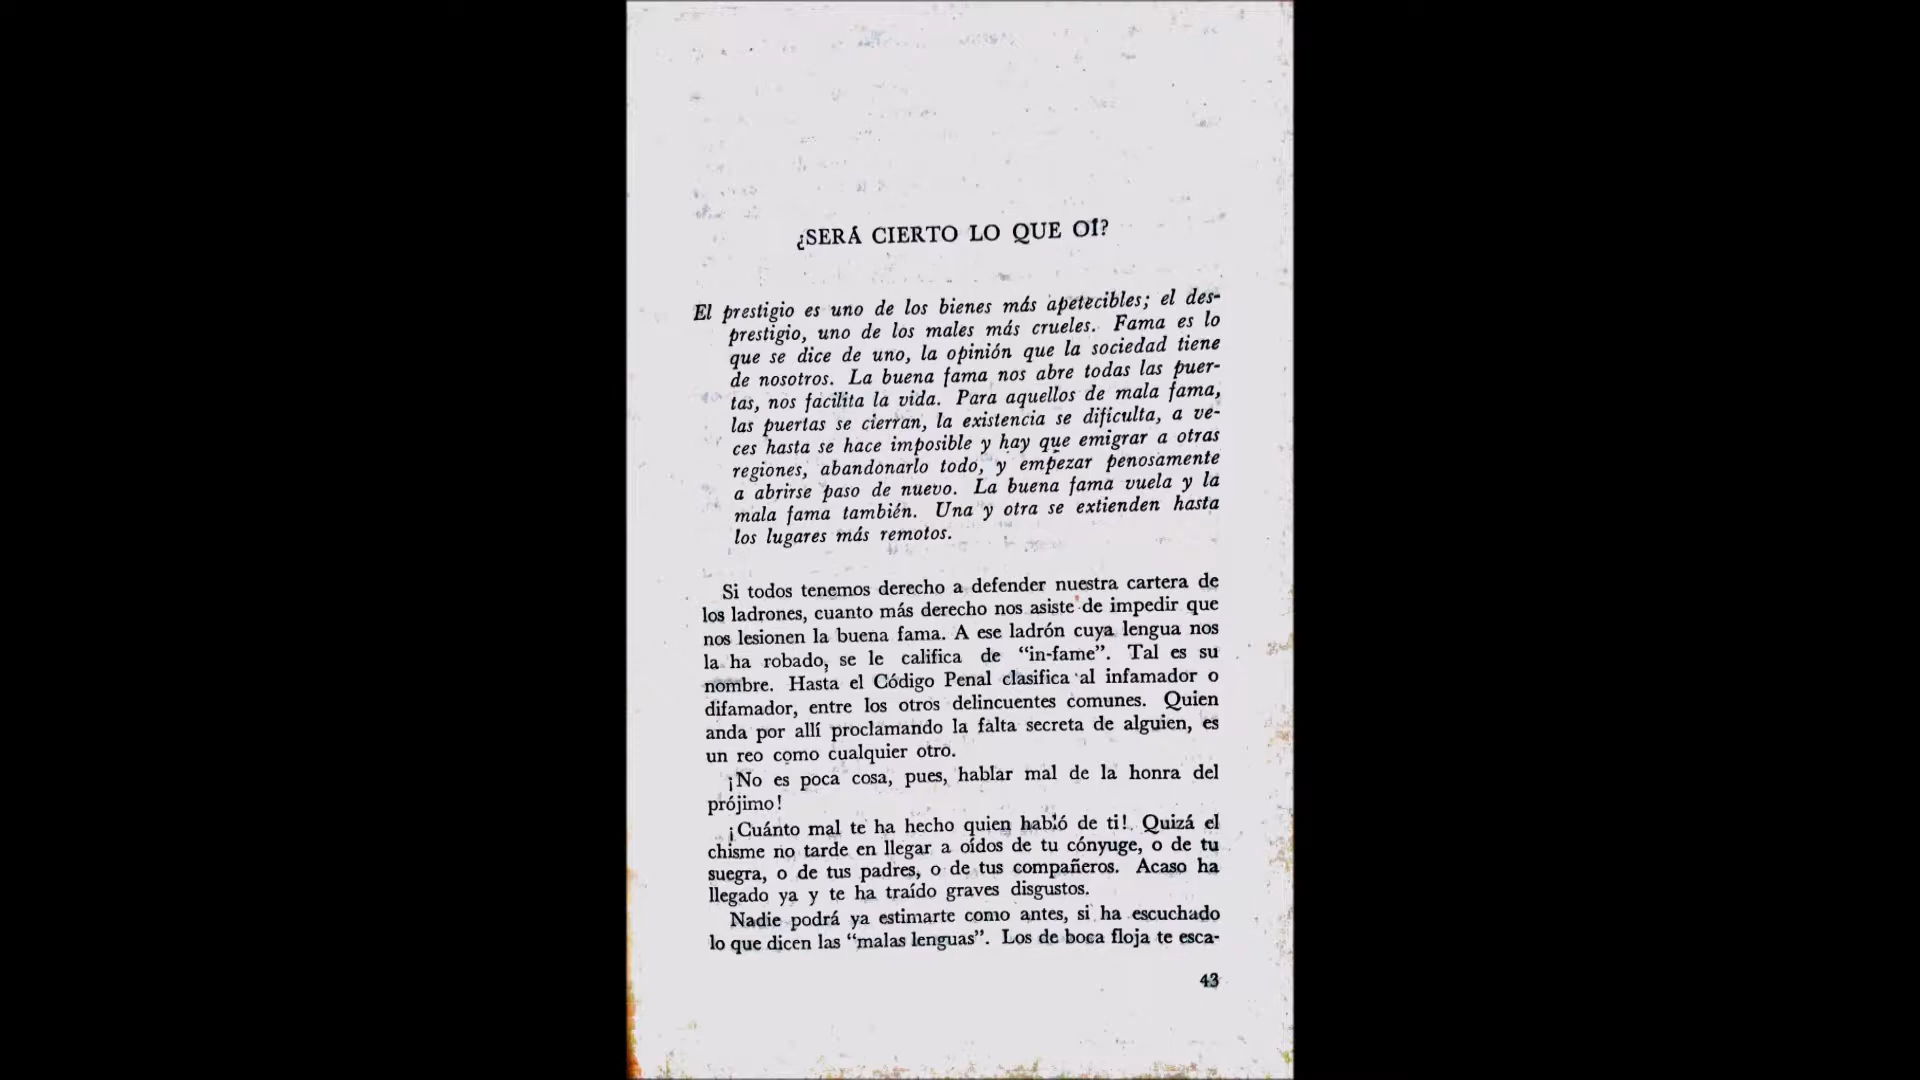 ¿SERÁ CIERTO LO QUE OÍ?
El prestigio es uno de los bienes más apetecibles; el des-
prestigio, uno de los males más crueles. Fama es lo
que se dice de uno, la opinión que la sociedad tiene
de nosotros. La buena fama nos abre todas las puer-
tas, nos facilita la vida. Para aquellos de mala fama,
las puertas se cierran, la existencia se dificulta, a ve-
ces hasta se hace imposible y hay que emigrar a otras
regiones, abandonarlo todo, y empezar penosamente
a abrirse paso de nuevo. La buena fama vuela y la
mala fama también. Una y otra se extienden hasta
los lugares más remotos.
Si todos tenemos derecho a defender nuestra cartera de
los ladrones, cuanto más derecho nos asiste de impedir que
nos lesionen la buena fama. A ese ladrón cuya lengua nos
la ha robado, se le califica de “in-fame”. Tal es su
nombre. Hasta el Código Penal clasifica al infamador o
difamador, entre los otros delincuentes comunes. Quien
anda por allí proclamando la falta secreta de alguien, es
un reo como cualquier otro.
¡No es poca cosa, pues, hablar mal de la honra del
prójimo!
¡Cuánto mal te ha hecho quien habló de ti! Quizá el
chisme no tarde en llegar a oídos de tu cónyuge, o de tu
suegra, o de tus padres, o de tus compañeros. Acaso ha
llegado ya y te ha traído graves disgustos.
Nadie podrá ya estimarte como antes, si ha escuchado
lo que dicen las “malas lenguas”. Los de boca floja te esca-
43